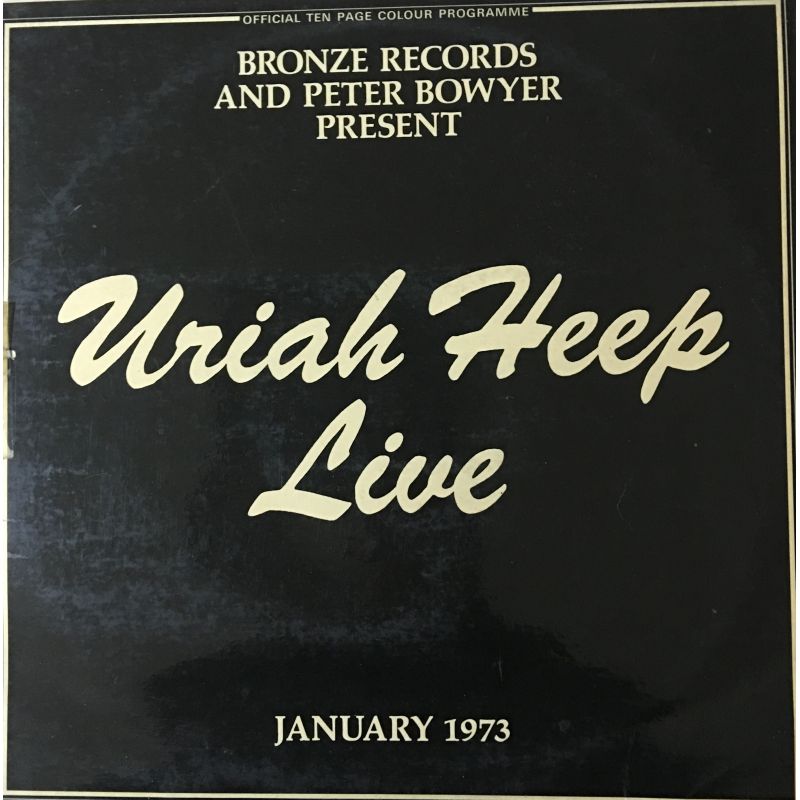 OFFICIAL TEN PAGE COLOUR PROGRAMME
BRONZE RECORDS
AND PETER BOWYER
PRESENT
Uriah Heep
Live
JANUARY 1973